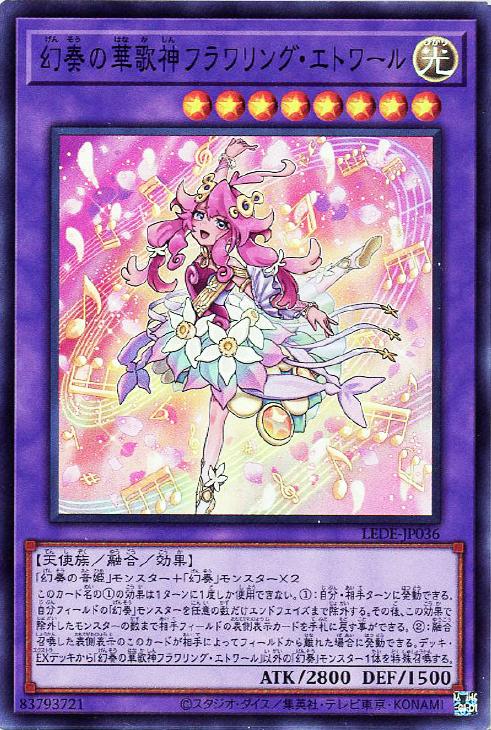 幻奏の華歌神フラワリング・エトワール
光
LEDE-JP036
【天使族／融合／効果】
「幻奏の音姫」モンスター＋「幻奏」モンスター×2
このカード名の①の効果は1ターンに1度しか使用できない。①：自分・相手ターンに発動できる。
自分フィールドの「幻奏」モンスターを任意の数だけエンドフェイズまで除外する。その後、この効果で
除外したモンスターの数まで相手フィールドの表側表示カードを手札に戻す事ができる。②：融合
召喚した表側表示のこのカードが相手によってフィールドから離れた場合に発動できる。デッキ・
EXデッキから「幻奏の華歌神フラワリング・エトワール」以外の「幻奏」モンスター1体を特殊召喚する。
ATK/2800 DEF/1500
83793721
©スタジオ・ダイス／集英社・テレビ東京・KONAMI